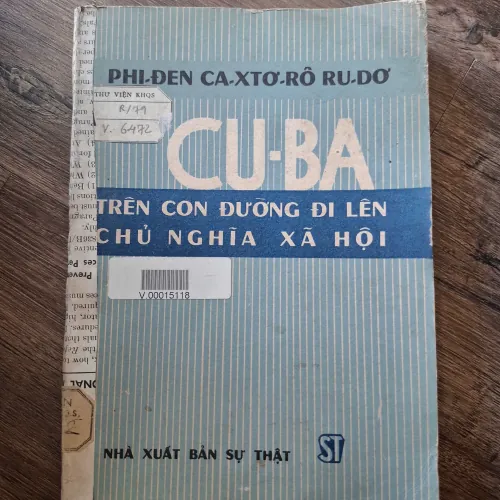 PHI-ĐEN CA-XTƠ-RÔ RU-DƠ
THƯ VIỆN KHQS
R/79
V. 6472
CU-BA
TRÊN CON ĐƯỜNG ĐI LÊN
CHỦ NGHĨA XÃ HỘI
V.00015118
NHÀ XUẤT BẢN SỰ THẬT
ST